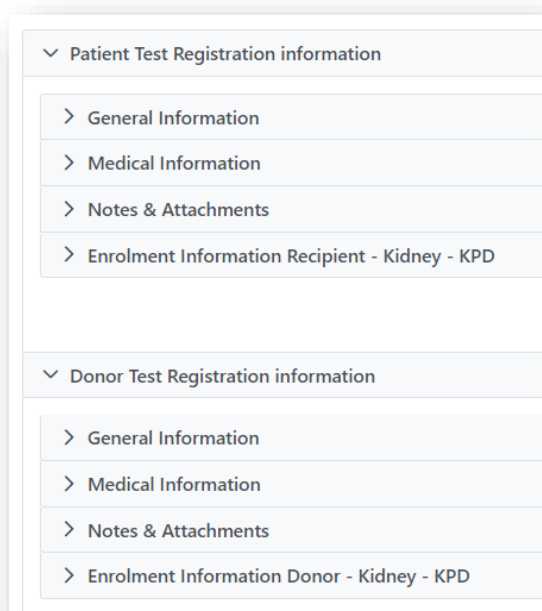 Patient Test Registration information
General Information
Medical Information
Notes & Attachments
Enrolment Information Recipient - Kidney - KPD
Donor Test Registration information
General Information
Medical Information
Notes & Attachments
Enrolment Information Donor - Kidney - KPD